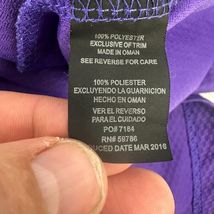 100% POLYESTER
EXCLUSIVE OF TRIM
MADE IN OMAN
SEE REVERSE FOR CARE
100% POLIESTER
EXCLUYENDO LA GUARNICION
HECHO EN OMAN
VER EL REVERSO
PARA EL CUIDADO
PO# 7184
RN# 59786
DUCED DATE MAR 2016